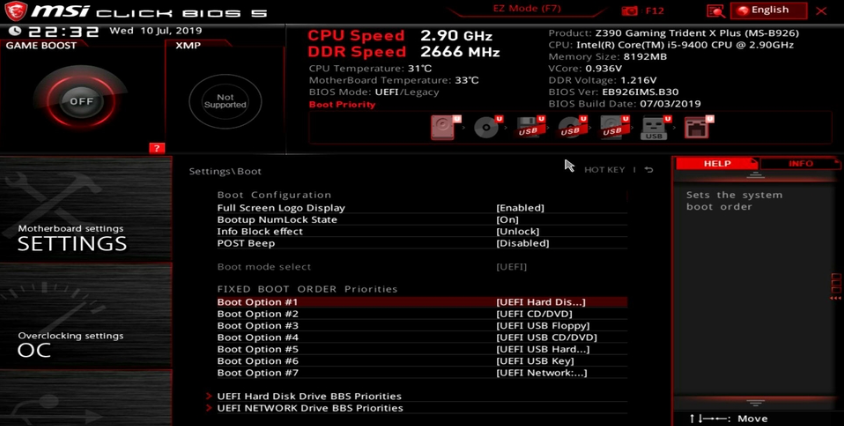 msi CLICK BIOS 5
EZ Mode (F7)
F12
English
22:32 Wed 10 Jul, 2019
GAME BOOST
XMP
OFF
Not
Supported
?
CPU Speed 2.90 GHz
DDR Speed 2666 MHz
CPU Temperature: 31°C
MotherBoard Temperature: 33°C
BIOS Mode: UEFI/Legacy
Boot Priority
Product: Z390 Gaming Trident X Plus (MS-B926)
CPU: Intel(R) Core(TM) i5-9400 CPU @ 2.90GHz
Memory Size: 8192MB
VCore: 0.936V
DDR Voltage: 1.216V
BIOS Ver: EB926IMS.B30
BIOS Build Date: 07/03/2019
U U U U U U U
USB USB USB USB
Motherboard settings
SETTINGS
Overclocking settings
OC
Settings\Boot
HOT KEY
Boot Configuration
Full Screen Logo Display [Enabled]
Bootup NumLock State [On]
Info Block effect [Unlock]
POST Beep [Disabled]
Boot mode select [UEFI]
FIXED BOOT ORDER Priorities
Boot Option #1 [UEFI Hard Dis...]
Boot Option #2 [UEFI CD/DVD]
Boot Option #3 [UEFI USB Floppy]
Boot Option #4 [UEFI USB CD/DVD]
Boot Option #5 [UEFI USB Hard...]
Boot Option #6 [UEFI USB Key]
Boot Option #7 [UEFI Network:...]
UEFI Hard Disk Drive BBS Priorities
UEFI NETWORK Drive BBS Priorities
HELP
INFO
Sets the system
boot order
↑↓→←: Move